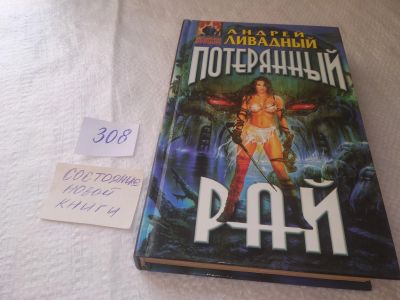 АНДРЕЙ
ЛИВАДНЫЙ
ПОТЕРЯННЫЙ
РАЙ
308
СОСТОЯНИЕ
НОВОЙ
КНИГИ